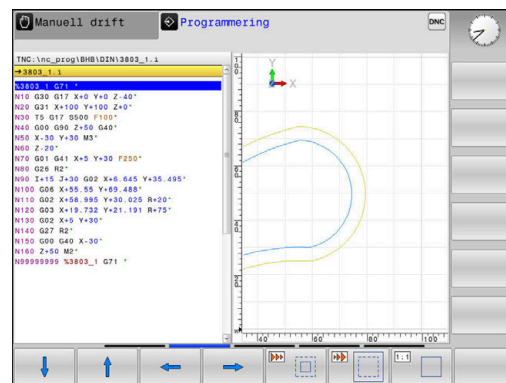 Manuell drift
Programmering
DNC
TNC:\nc_prog\BHB\DIN\3803_1.i
→3803_1.i
%3803_1 G71 *
N10 G30 G17 X+0 Y+0 Z-40*
N20 G31 X+100 Y+100 Z+0*
N30 T5 G17 S500 F100*
N40 G00 G90 Z+50 G40*
N50 X-30 Y+30 M3*
N60 Z-20*
N70 G01 G41 X+5 Y+30 F250*
N80 G26 R2*
N90 I+15 J+30 G02 X+6.645 Y+35.495*
N100 G06 X+55.55 Y+69.488*
N110 G02 X+58.995 Y+30.025 R+20*
N120 G03 X+19.732 Y+21.191 R+75*
N130 G02 X+5 Y+30*
N140 G27 R2*
N150 G00 G40 X-30*
N160 Z+50 M2*
N99999999 %3803_1 G71 *
Y
X
40
60
80
100
1:1